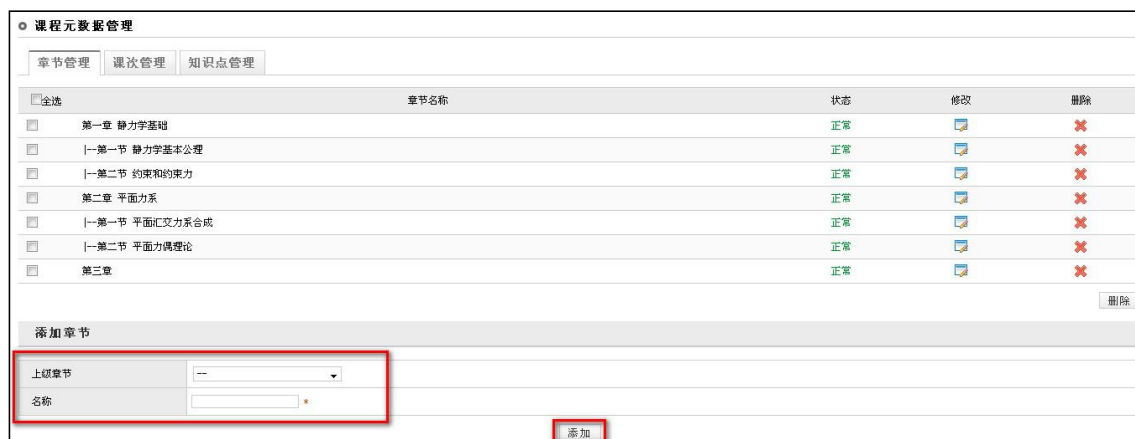 课程元数据管理
章节管理 课次管理 知识点管理
全选 章节名称 状态 修改 删除
第一章 静力学基础 正常
|--第一节 静力学基本公理 正常
|--第二节 约束和约束力 正常
第二章 平面力系 正常
|--第一节 平面汇交力系合成 正常
|--第二节 平面力偶理论 正常
第三章 正常
删除
添加章节
上级章节 --
名称 *
添加